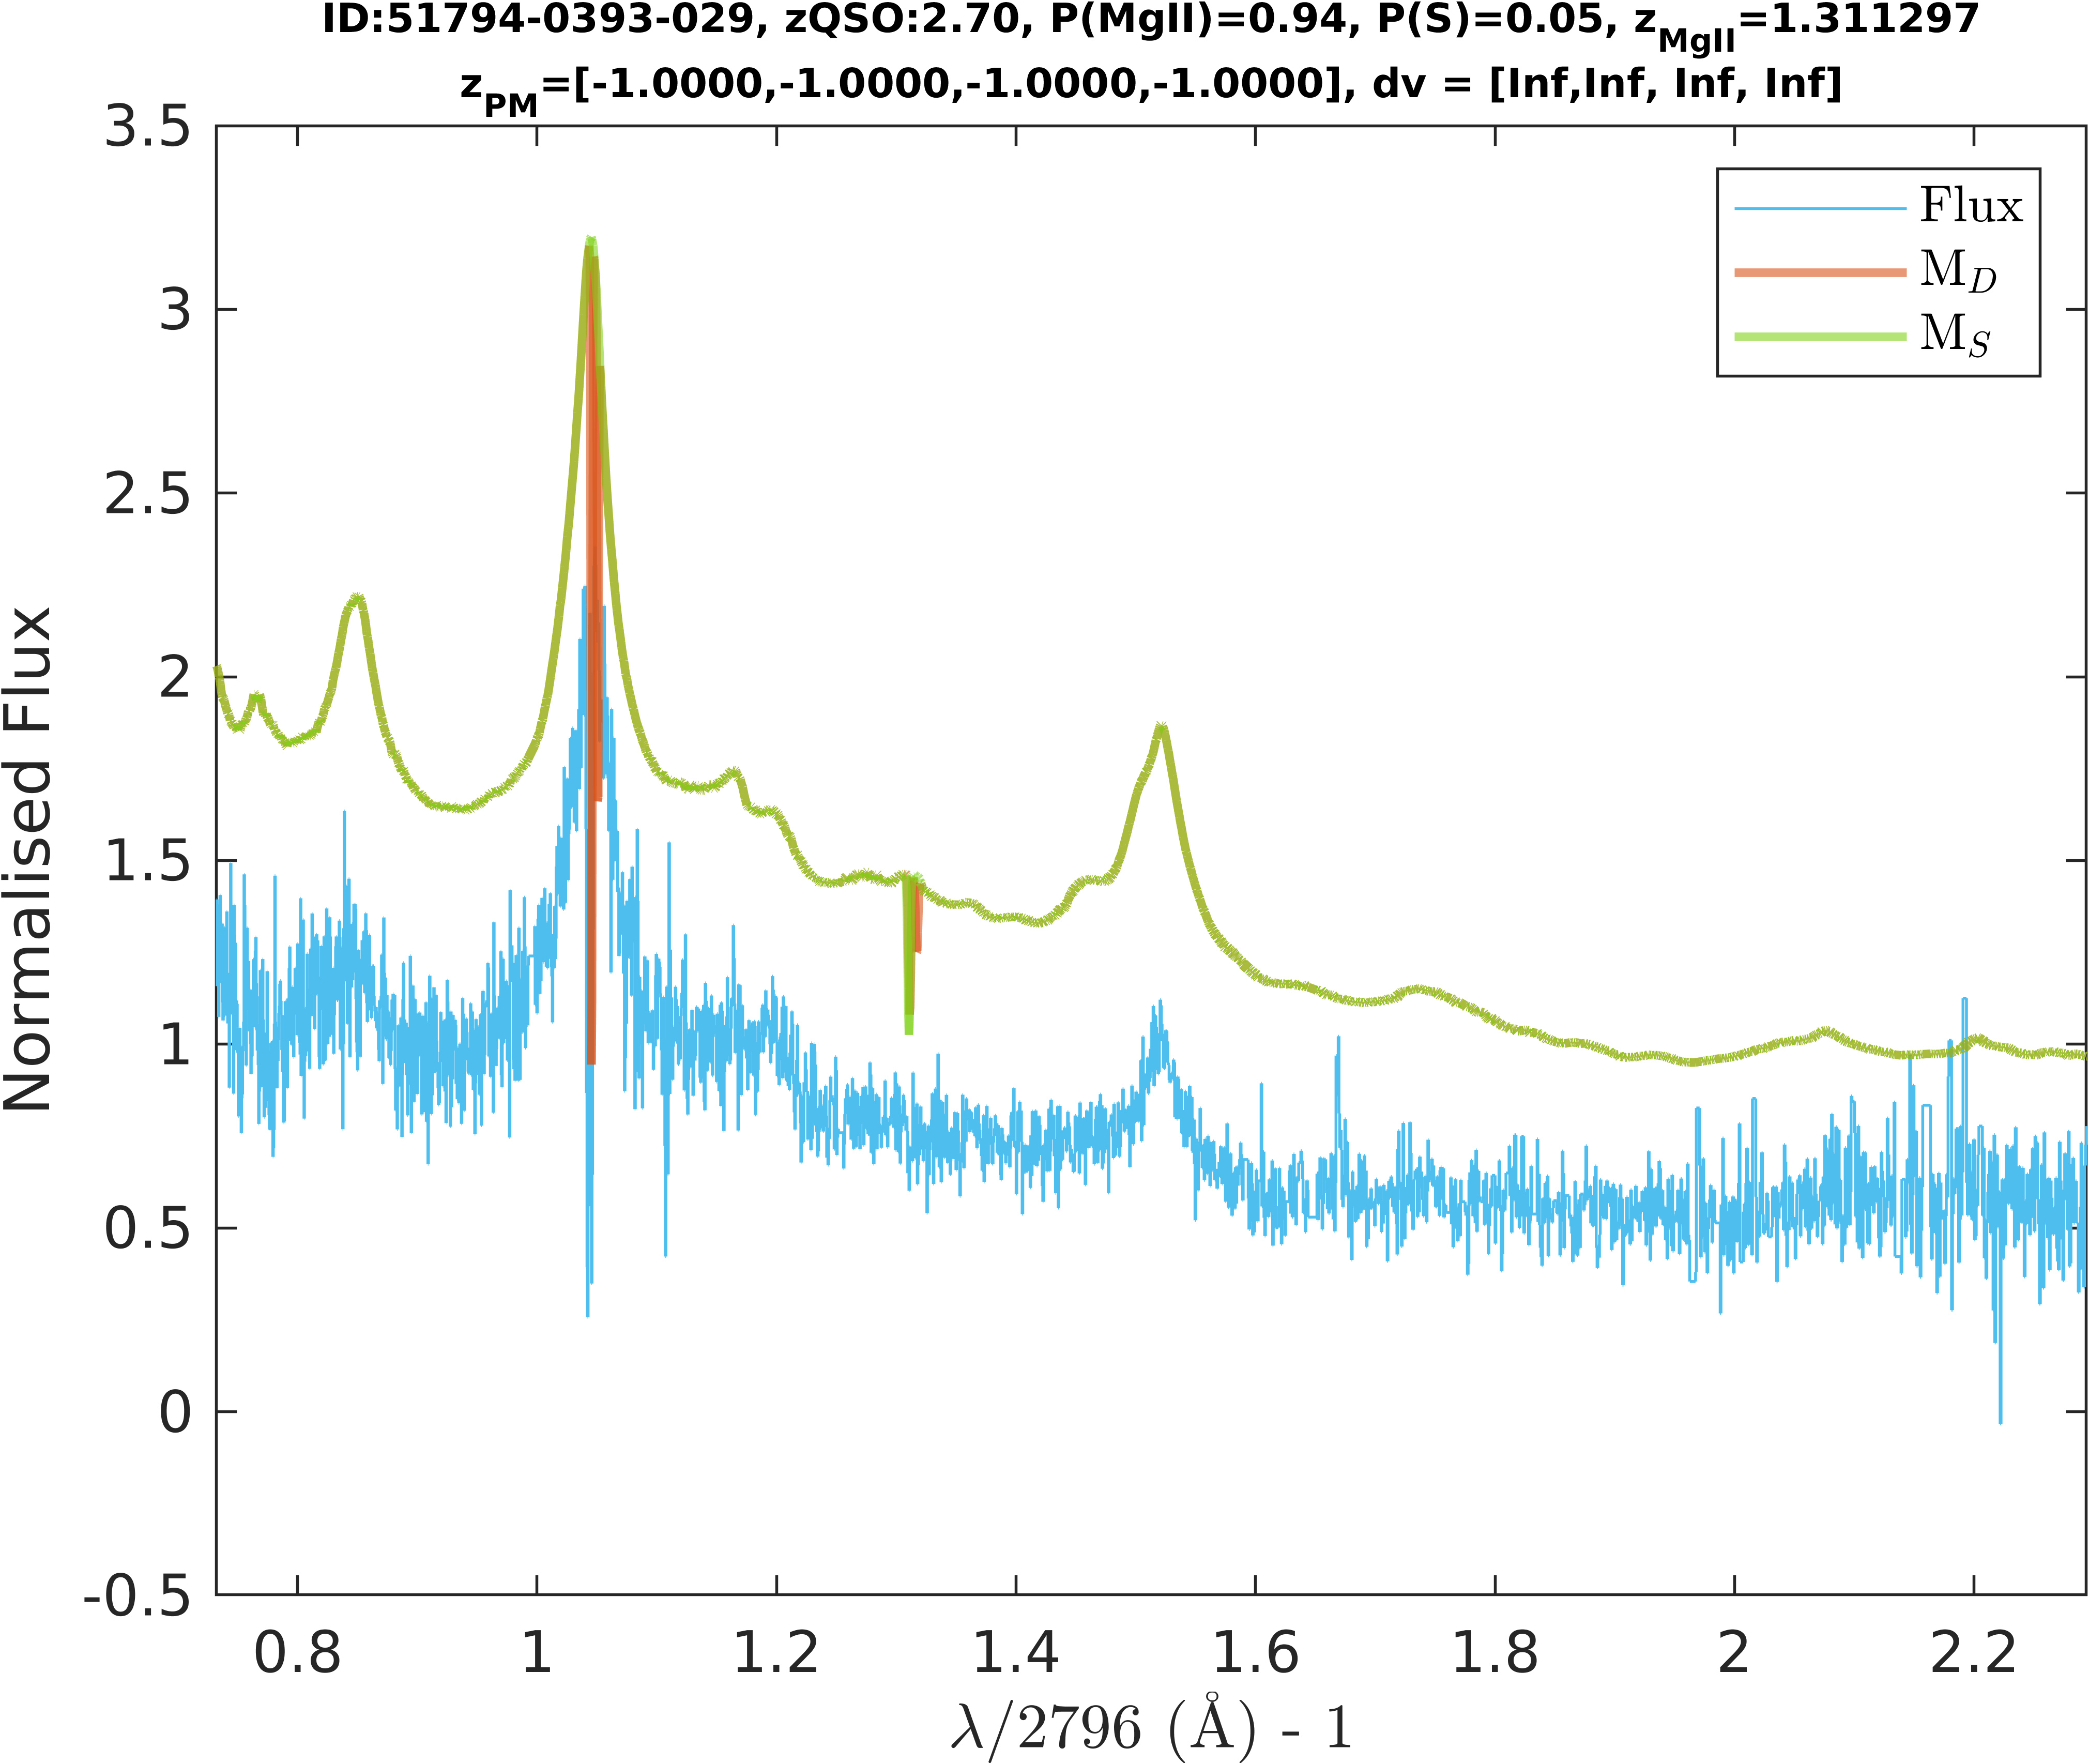 ID:51794-0393-029, zQSO:2.70, P(MgII)=0.94, P(S)=0.05, zMgII=1.311297
zPM=[-1.0000,-1.0000,-1.0000,-1.0000], dv = [Inf,Inf, Inf, Inf]
3.5
3
2.5
2
1.5
1
0.5
0
-0.5
Normalised Flux
Flux
MD
MS
0.8
1
1.2
1.4
1.6
1.8
2
2.2
λ/2796 (Å) - 1